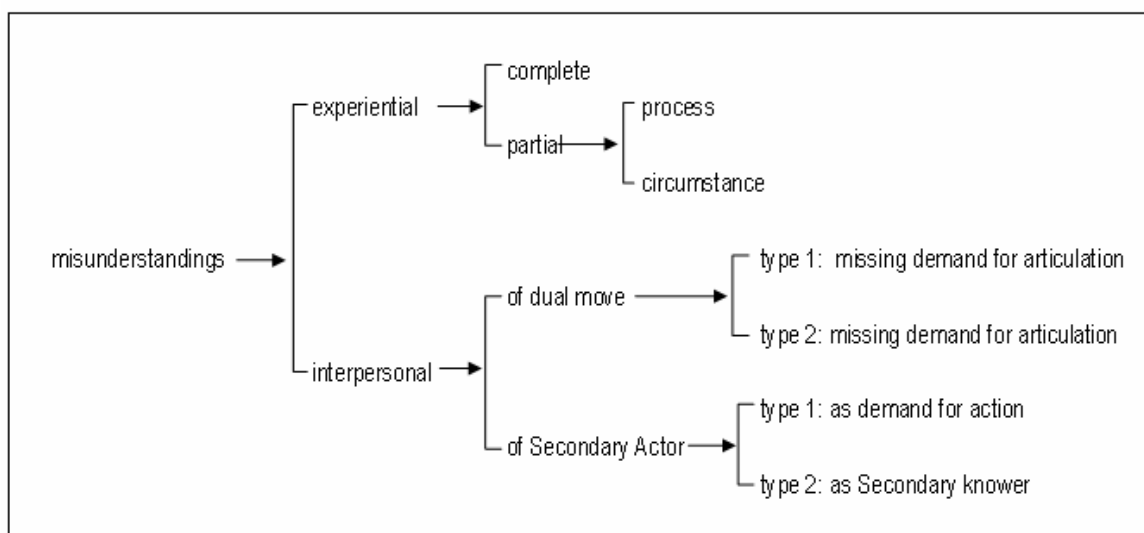 complete
experiential
process
partial
circumstance
misunderstandings
type 1: missing demand for articulation
of dual move
type 2: missing demand for articulation
interpersonal
type 1: as demand for action
of Secondary Actor
type 2: as Secondary knower